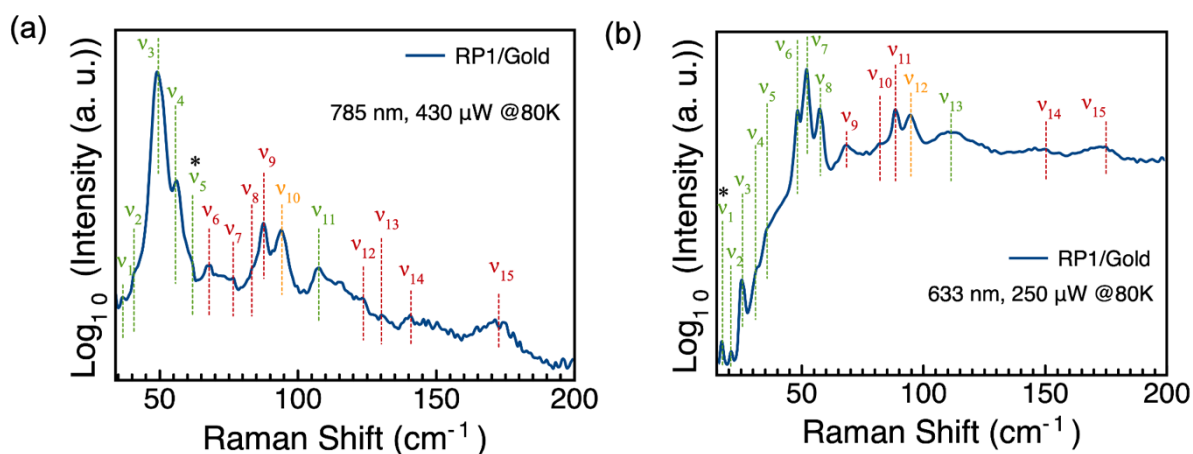 (a)
Log₁₀ (Intensity (a. u.))
ν₁
ν₂
ν₃
ν₄
*
ν₅
ν₆
ν₇
ν₈
ν₉
ν₁₀
ν₁₁
ν₁₂
ν₁₃
ν₁₄
ν₁₅
RP1/Gold
785 nm, 430 µW @80K
50 100 150 200
Raman Shift (cm⁻¹)
(b)
Log₁₀ (Intensity (a. u.))
*
ν₁
ν₂
ν₃
ν₄
ν₅
ν₆
ν₇
ν₈
ν₉
ν₁₀
ν₁₁
ν₁₂
ν₁₃
ν₁₄
ν₁₅
RP1/Gold
633 nm, 250 µW @80K
50 100 150 200
Raman Shift (cm⁻¹)